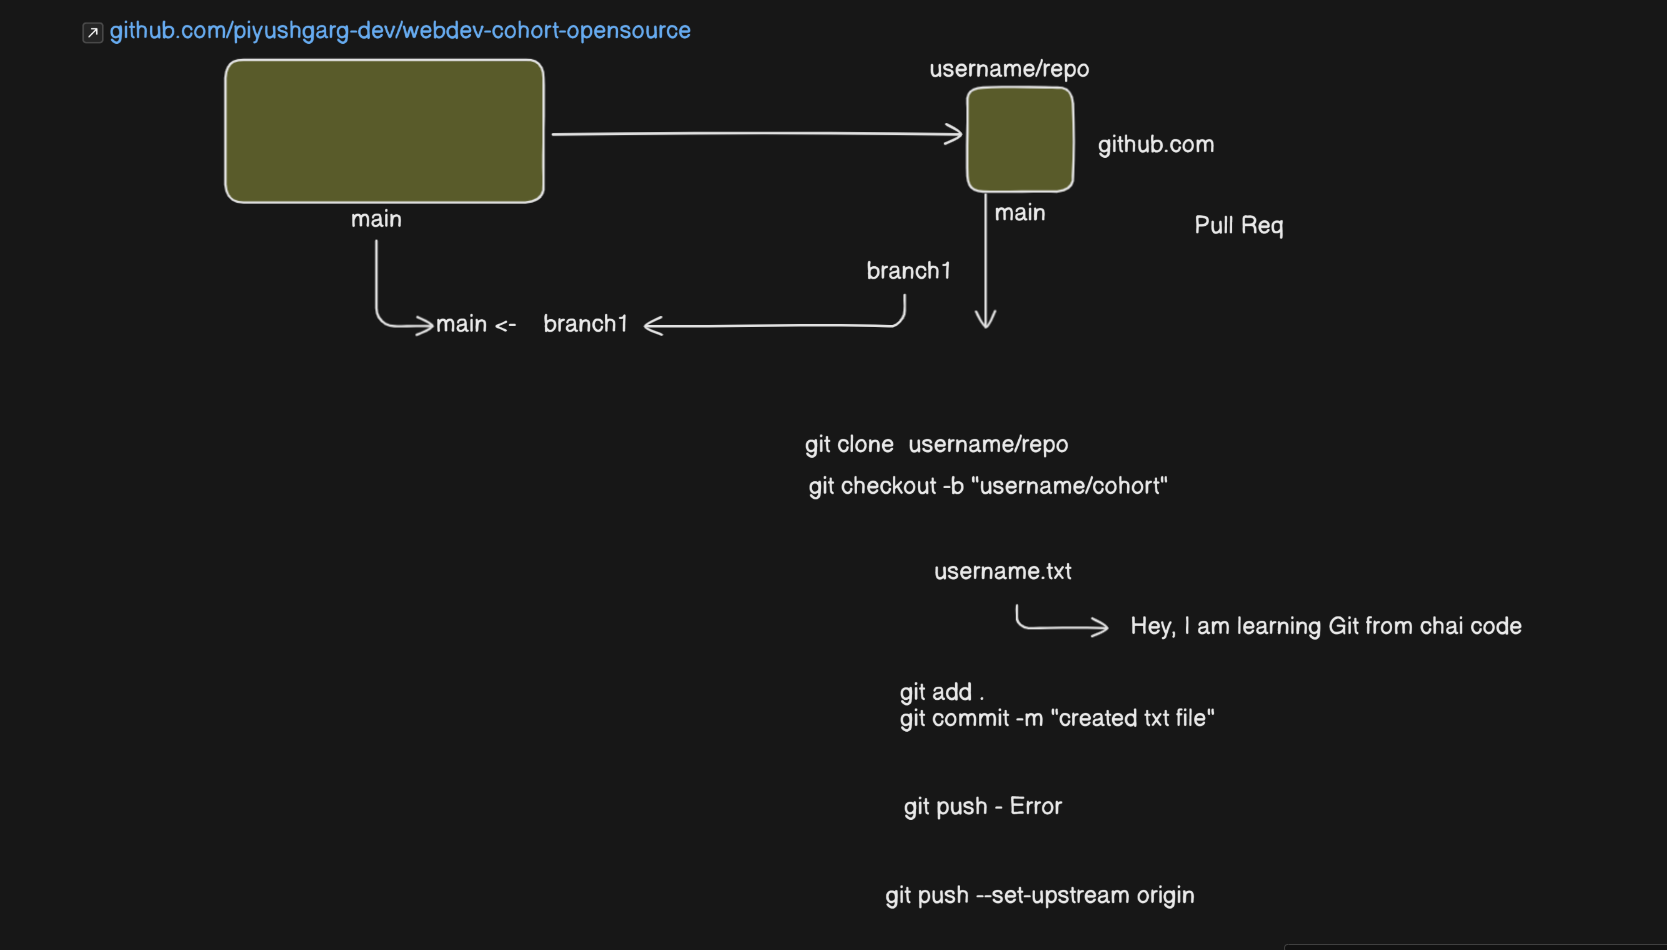 github.com/piyushgarg-dev/webdev-cohort-opensource
username/repo
github.com
main
main
Pull Req
branch1
main <- branch1
git clone username/repo
git checkout -b "username/cohort"
username.txt
Hey, I am learning Git from chai code
git add .
git commit -m "created txt file"
git push - Error
git push --set-upstream origin